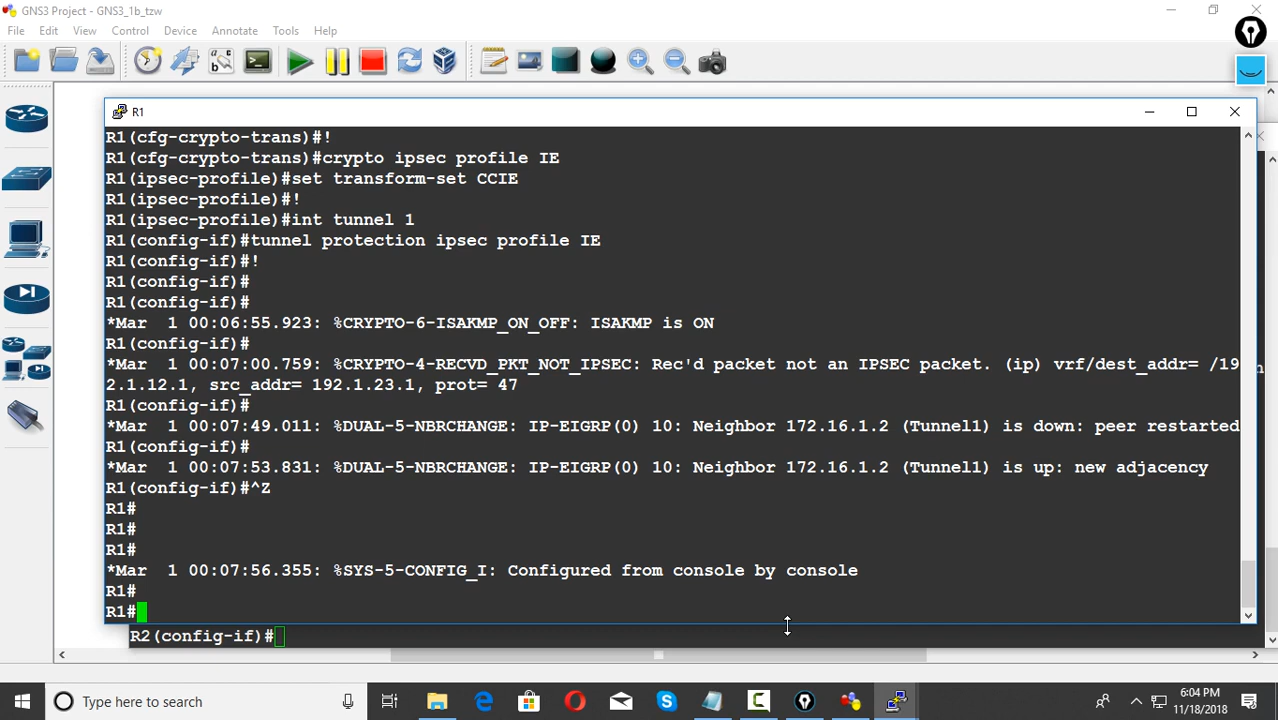 GNS3 Project - GNS3_1b_tzw
File Edit View Control Device Annotate Tools Help
R1
R1(cfg-crypto-trans)#!
R1(cfg-crypto-trans)#crypto ipsec profile IE
R1(ipsec-profile)#set transform-set CCIE
R1(ipsec-profile)#!
R1(ipsec-profile)#int tunnel 1
R1(config-if)#tunnel protection ipsec profile IE
R1(config-if)#!
R1(config-if)#
R1(config-if)#
*Mar  1 00:06:55.923: %CRYPTO-6-ISAKMP_ON_OFF: ISAKMP is ON
R1(config-if)#
*Mar  1 00:07:00.759: %CRYPTO-4-RECVD_PKT_NOT_IPSEC: Rec'd packet not an IPSEC packet. (ip) vrf/dest_addr= /19
2.1.12.1, src_addr= 192.1.23.1, prot= 47
R1(config-if)#
*Mar  1 00:07:49.011: %DUAL-5-NBRCHANGE: IP-EIGRP(0) 10: Neighbor 172.16.1.2 (Tunnel1) is down: peer restarted
R1(config-if)#
*Mar  1 00:07:53.831: %DUAL-5-NBRCHANGE: IP-EIGRP(0) 10: Neighbor 172.16.1.2 (Tunnel1) is up: new adjacency
R1(config-if)#^Z
R1#
R1#
R1#
*Mar  1 00:07:56.355: %SYS-5-CONFIG_I: Configured from console by console
R1#
R1#
R2(config-if)#
Type here to search
6:04 PM
11/18/2018